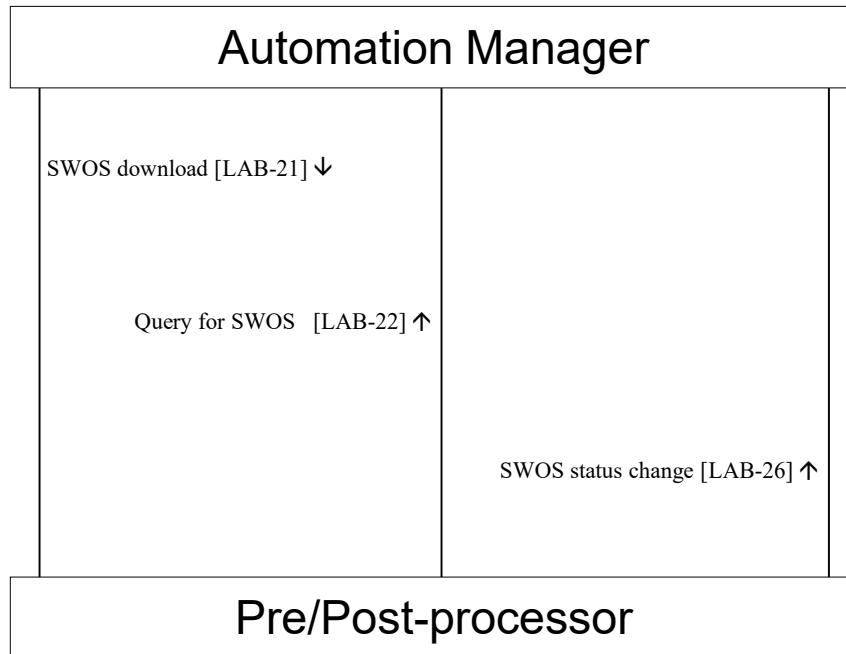 Automation Manager
SWOS download [LAB-21] ↓
Query for SWOS [LAB-22] ↑
SWOS status change [LAB-26] ↑
Pre/Post-processor